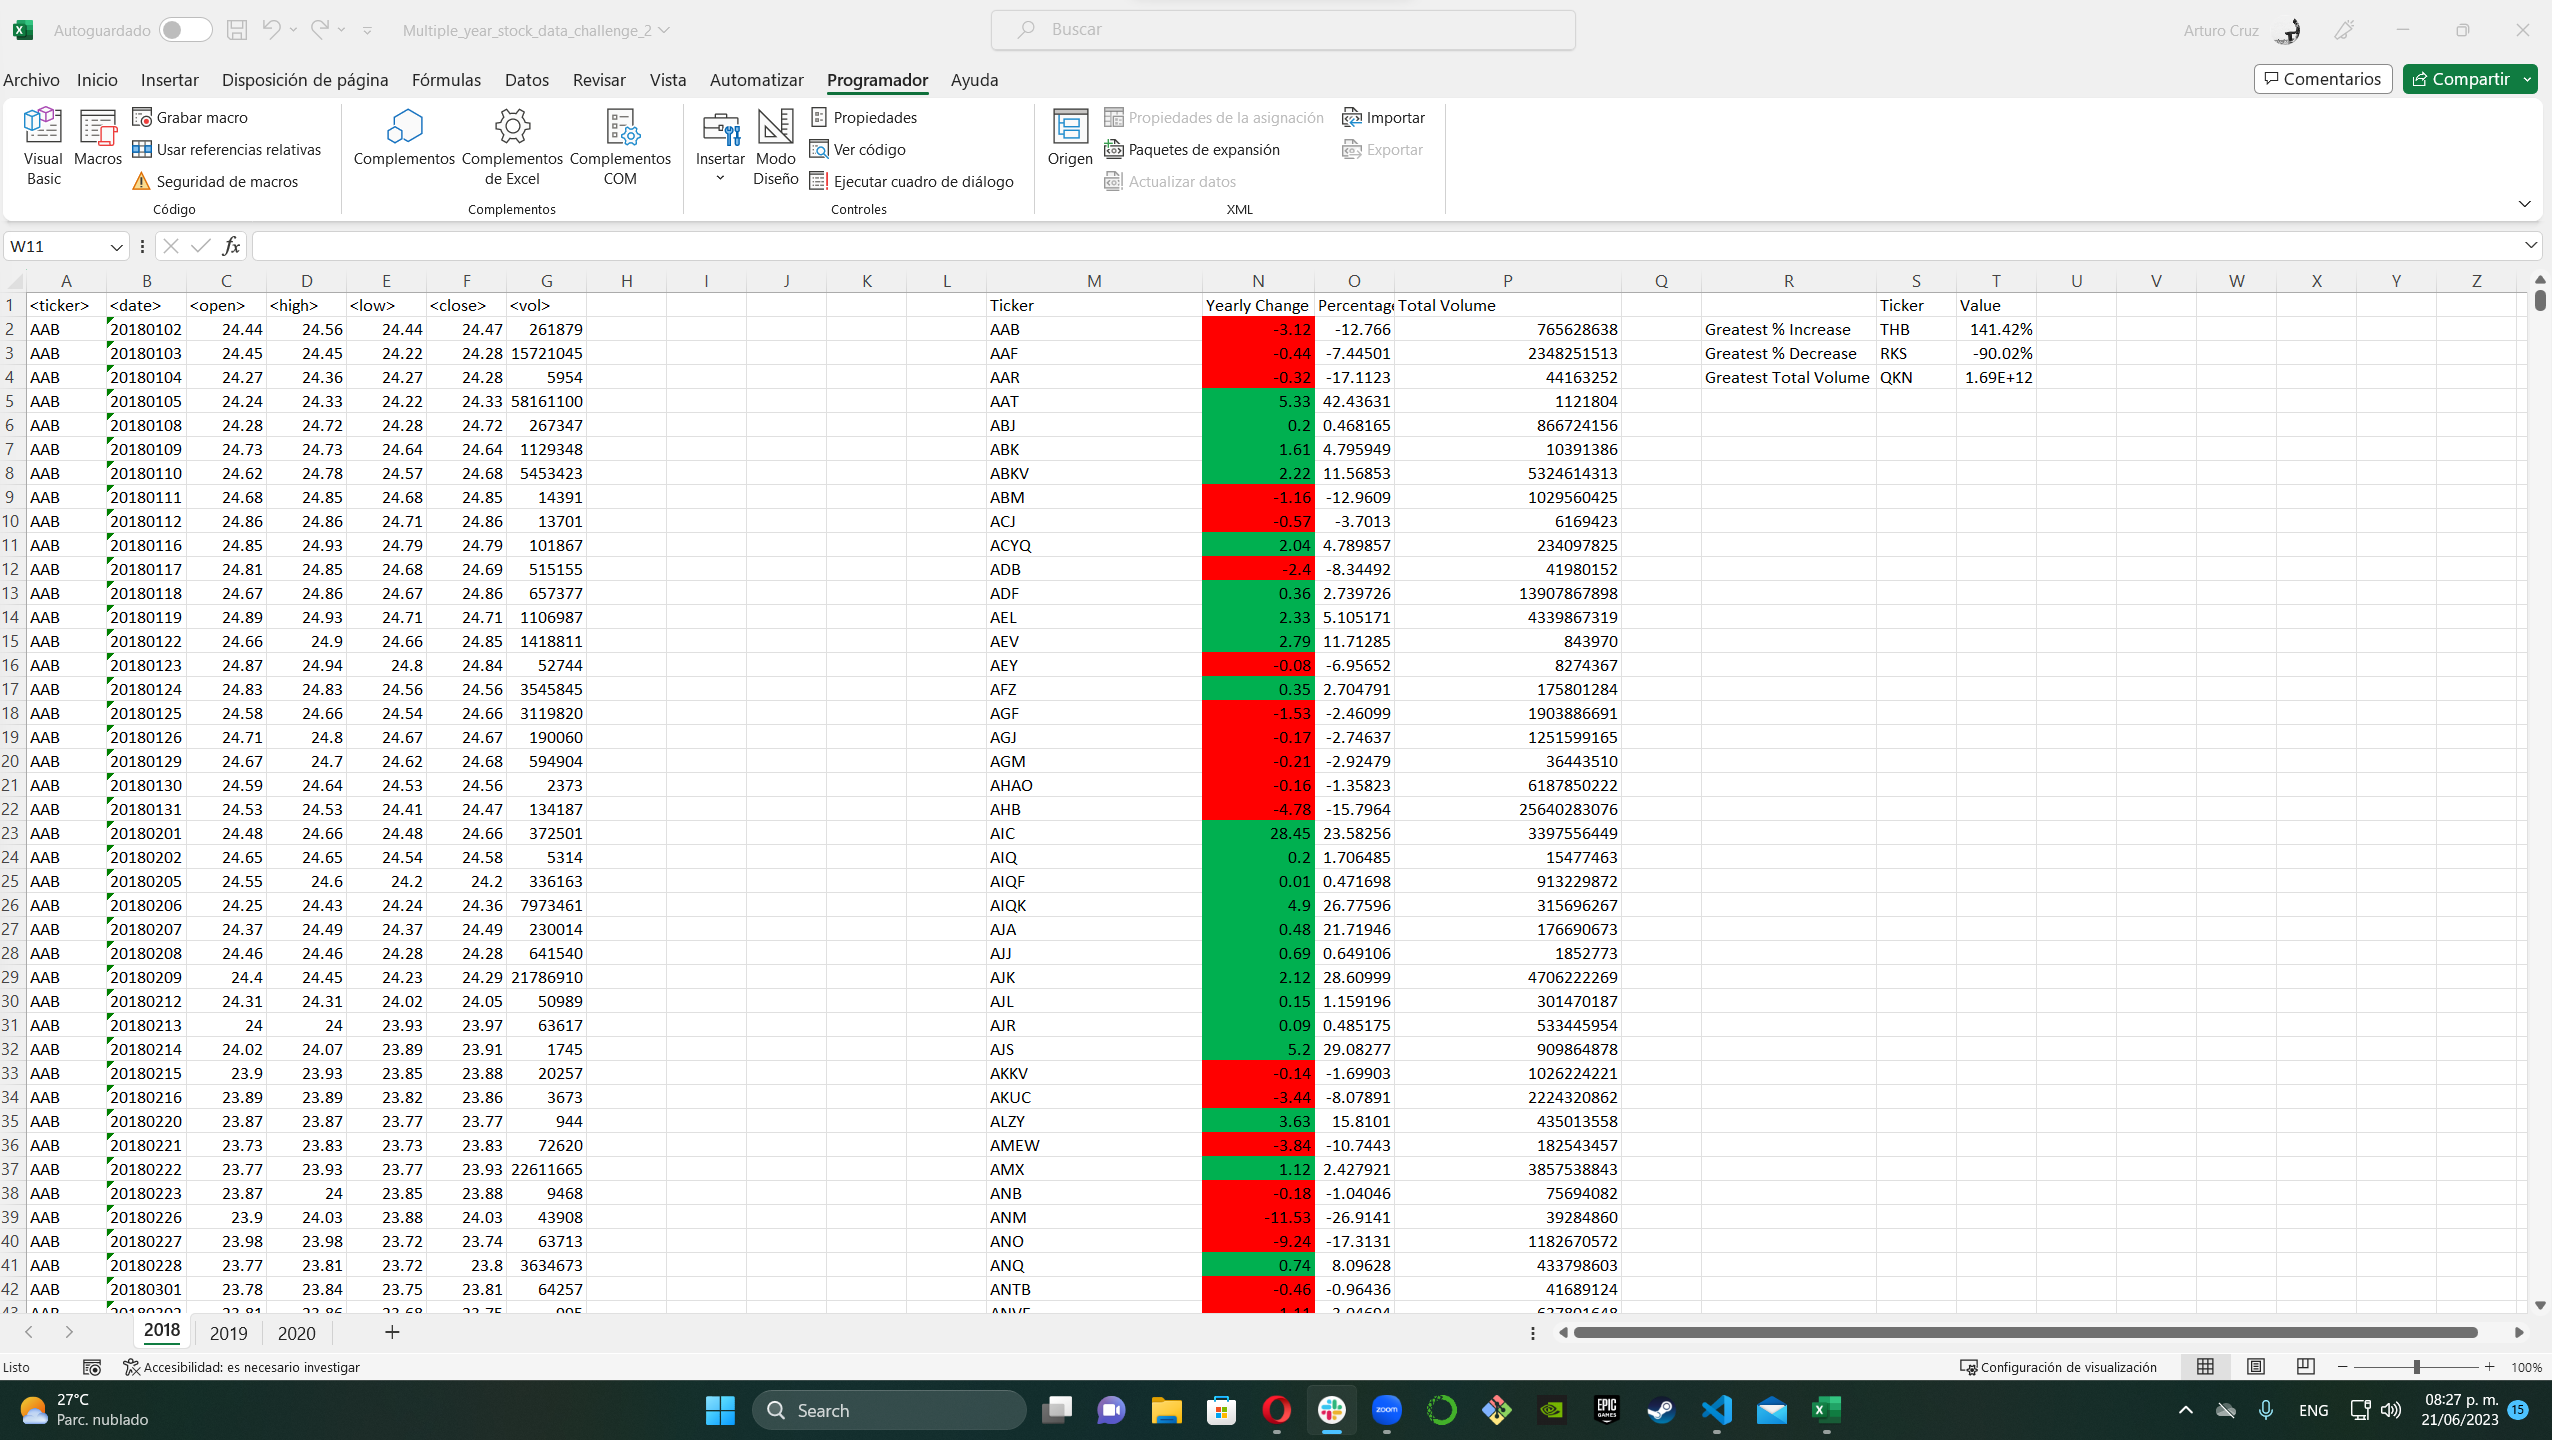 Autoguardado Multiple_year_stock_data_challenge_2 Buscar Arturo Cruz
Archivo Inicio Insertar Disposición de página Fórmulas Datos Revisar Vista Automatizar Programador Ayuda Comentarios Compartir
Visual Basic Macros Grabar macro Usar referencias relativas Seguridad de macros Código
Complementos Complementos de Excel Complementos COM Complementos
Insertar Modo Diseño Propiedades Ver código Ejecutar cuadro de diálogo Controles
Origen Propiedades de la asignación Paquetes de expansión Actualizar datos Importar Exportar XML
W11 fx
A B C D E F G H I J K L M N O P Q R S T U V W X Y Z
1 <ticker> <date> <open> <high> <low> <close> <vol> Ticker Yearly Change Percentage Total Volume Ticker Value
2 AAB 20180102 24.44 24.56 24.44 24.47 261879 AAB -3.12 -12.766 765628638 Greatest % Increase THB 141.42%
3 AAB 20180103 24.45 24.45 24.22 24.28 15721045 AAF -0.44 -7.44501 2348251513 Greatest % Decrease RKS -90.02%
4 AAB 20180104 24.27 24.36 24.27 24.28 5954 AAR -0.32 -17.1123 44163252 Greatest Total Volume QKN 1.69E+12
5 AAB 20180105 24.24 24.33 24.22 24.33 58161100 AAT 5.33 42.43631 1121804
6 AAB 20180108 24.28 24.72 24.28 24.72 267347 ABJ 0.2 0.468165 866724156
7 AAB 20180109 24.73 24.73 24.64 24.64 1129348 ABK 1.61 4.795949 10391386
8 AAB 20180110 24.62 24.78 24.57 24.68 5453423 ABKV 2.22 11.56853 5324614313
9 AAB 20180111 24.68 24.85 24.68 24.85 14391 ABM -1.16 -12.9609 1029560425
10 AAB 20180112 24.86 24.86 24.71 24.86 13701 ACJ -0.57 -3.7013 6169423
11 AAB 20180116 24.85 24.93 24.79 24.79 101867 ACYQ 2.04 4.789857 234097825
12 AAB 20180117 24.81 24.85 24.68 24.69 515155 ADB -2.4 -8.34492 41980152
13 AAB 20180118 24.67 24.86 24.67 24.86 657377 ADF 0.36 2.739726 13907867898
14 AAB 20180119 24.89 24.93 24.71 24.71 1106987 AEL 2.33 5.105171 4339867319
15 AAB 20180122 24.66 24.9 24.66 24.85 1418811 AEV 2.79 11.71285 843970
16 AAB 20180123 24.87 24.94 24.8 24.84 52744 AEY -0.08 -6.95652 8274367
17 AAB 20180124 24.83 24.83 24.56 24.56 3545845 AFZ 0.35 2.704791 175801284
18 AAB 20180125 24.58 24.66 24.54 24.66 3119820 AGF -1.53 -2.46099 1903886691
19 AAB 20180126 24.71 24.8 24.67 24.67 190060 AGJ -0.17 -2.74637 1251599165
20 AAB 20180129 24.67 24.7 24.62 24.68 594904 AGM -0.21 -2.92479 36443510
21 AAB 20180130 24.59 24.64 24.53 24.56 2373 AHAO -0.16 -1.35823 6187850222
22 AAB 20180131 24.53 24.53 24.41 24.47 134187 AHB -4.78 -15.7964 25640283076
23 AAB 20180201 24.48 24.66 24.48 24.66 372501 AIC 28.45 23.58256 3397556449
24 AAB 20180202 24.65 24.65 24.54 24.58 5314 AIQ 0.2 1.706485 15477463
25 AAB 20180205 24.55 24.6 24.2 24.2 336163 AIQF 0.01 0.471698 913229872
26 AAB 20180206 24.25 24.43 24.24 24.36 7973461 AIQK 4.9 26.77596 315696267
27 AAB 20180207 24.37 24.49 24.37 24.49 230014 AJA 0.48 21.71946 176690673
28 AAB 20180208 24.46 24.46 24.28 24.28 641540 AJJ 0.69 0.649106 1852773
29 AAB 20180209 24.4 24.45 24.23 24.29 21786910 AJK 2.12 28.60999 4706222269
30 AAB 20180212 24.31 24.31 24.02 24.05 50989 AJL 0.15 1.159196 301470187
31 AAB 20180213 24 24 23.93 23.97 63617 AJR 0.09 0.485175 533445954
32 AAB 20180214 24.02 24.07 23.89 23.91 1745 AJS 5.2 29.08277 909864878
33 AAB 20180215 23.9 23.93 23.85 23.88 20257 AKKV -0.14 -1.69903 1026224221
34 AAB 20180216 23.89 23.89 23.82 23.86 3673 AKUC -3.44 -8.07891 2224320862
35 AAB 20180220 23.87 23.87 23.77 23.77 944 ALZY 3.63 15.8101 435013558
36 AAB 20180221 23.73 23.83 23.73 23.83 72620 AMEW -3.84 -10.7443 182543457
37 AAB 20180222 23.77 23.93 23.77 23.93 22611665 AMX 1.12 2.427921 3857538843
38 AAB 20180223 23.87 24 23.85 23.88 9468 ANB -0.18 -1.04046 75694082
39 AAB 20180226 23.9 24.03 23.88 24.03 43908 ANM -11.53 -26.9141 39284860
40 AAB 20180227 23.98 23.98 23.72 23.74 63713 ANO -9.24 -17.3131 1182670572
41 AAB 20180228 23.77 23.81 23.72 23.8 3634673 ANQ 0.74 8.09628 433798603
42 AAB 20180301 23.78 23.84 23.75 23.81 64257 ANTB -0.46 -0.96436 41689124
2018 2019 2020
Listo Accesibilidad: es necesario investigar Configuración de visualización 100%
27°C
Parc. nublado
Search
zoom
EPIC GAMES
ENG
08:27 p. m.
21/06/2023
15